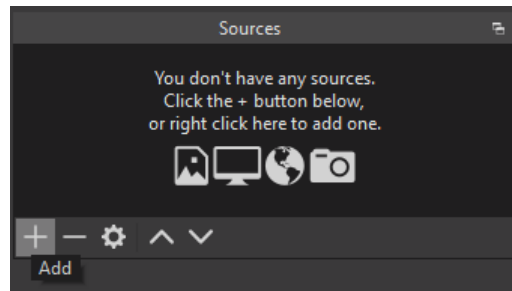 Sources
You don't have any sources.
Click the + button below,
or right click here to add one.
Add